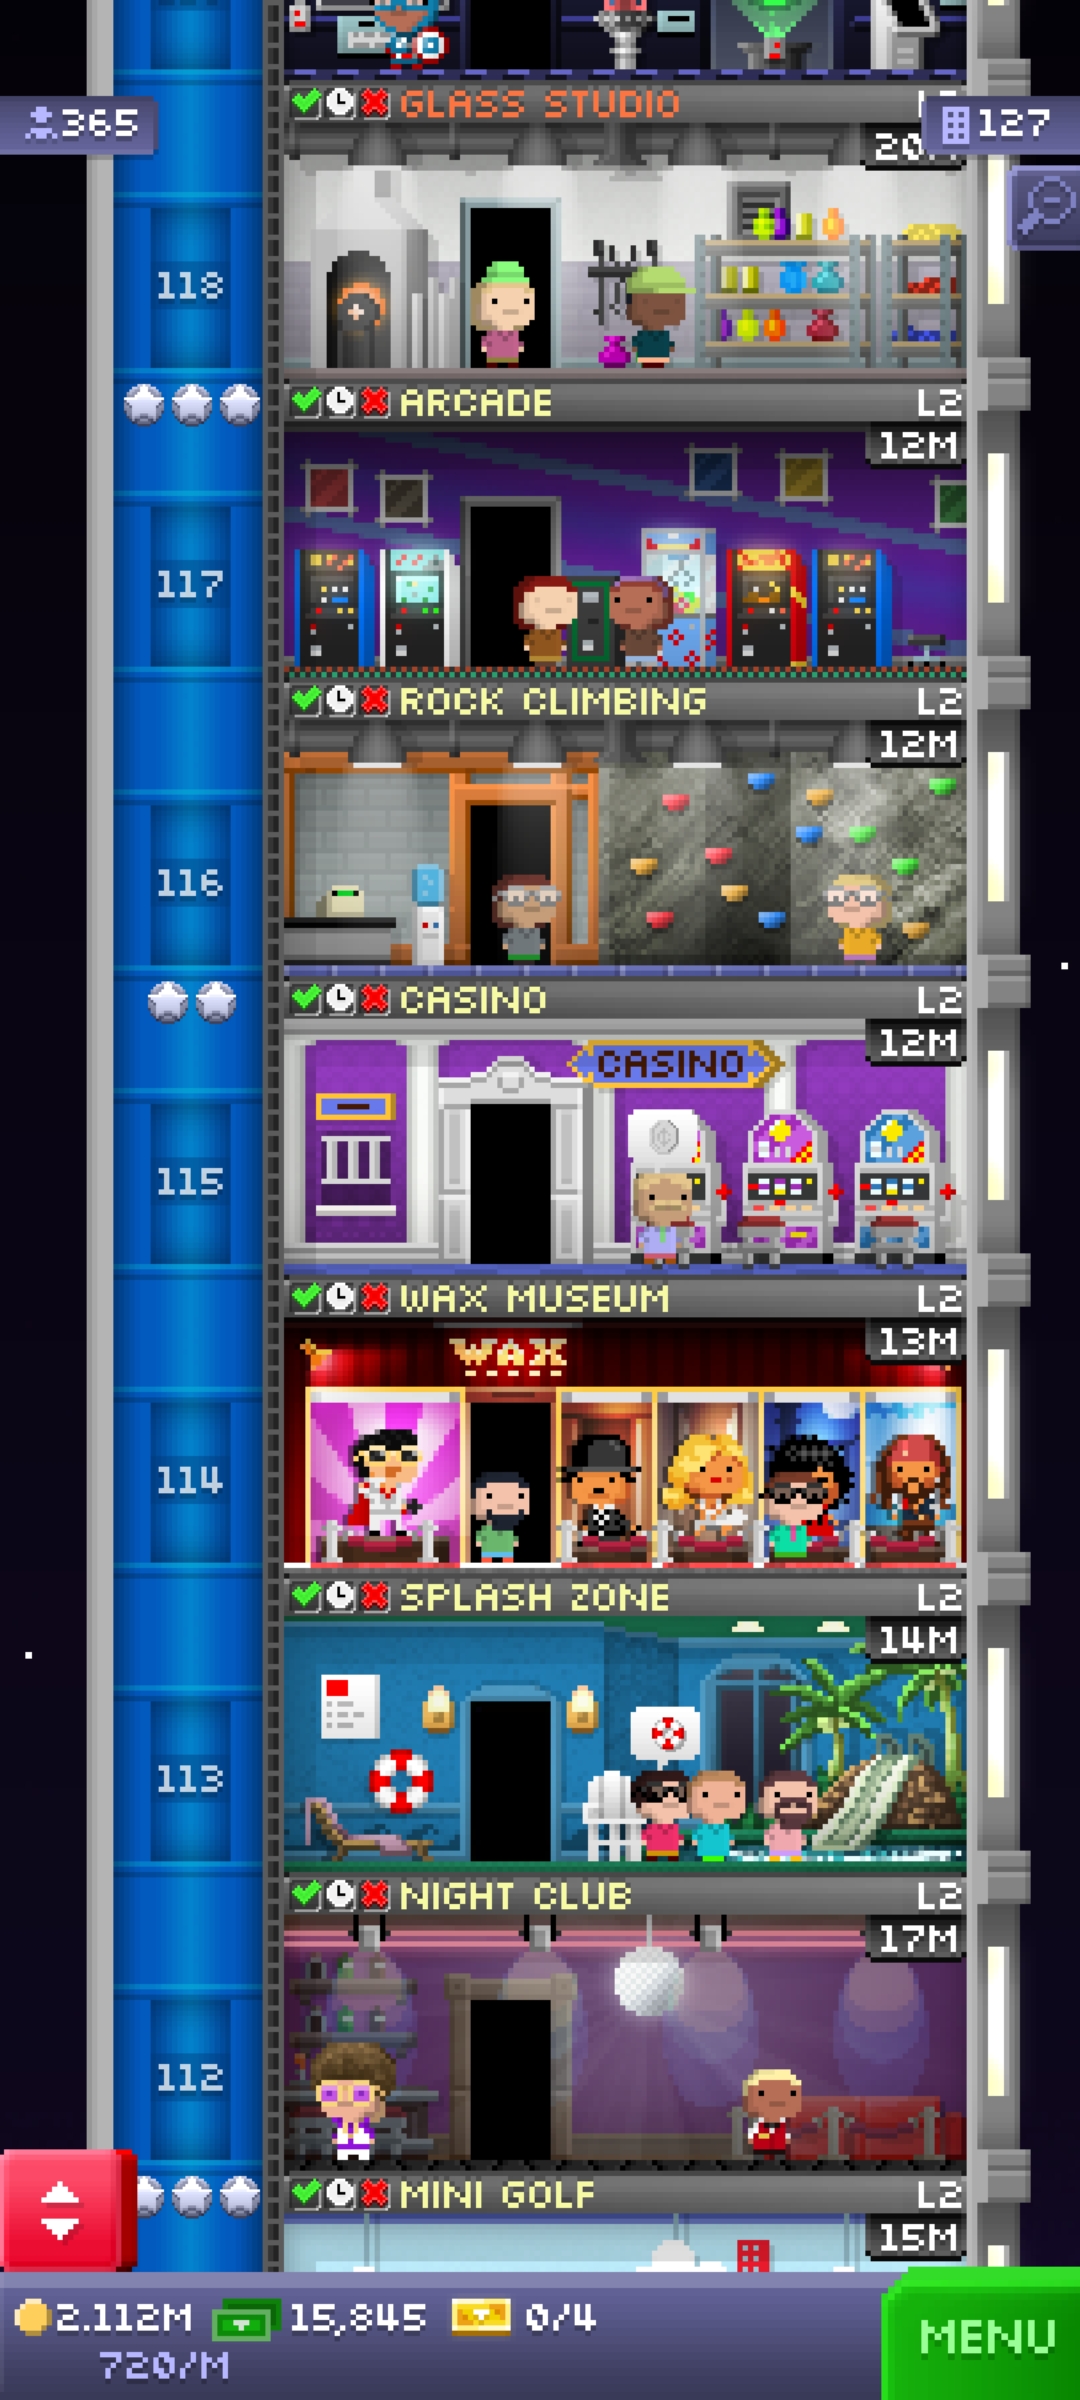 GLASS STUDIO
365
127
118
ARCADE L2
12M
117
ROCK CLIMBING L2
12M
116
CASINO L2
12M
CASINO
115
WAX MUSEUM L2
13M
WAX
114
SPLASH ZONE L2
14M
113
NIGHT CLUB L2
17M
112
MINI GOLF L2
15M
2.112M 15,845 0/4
720/M
MENU